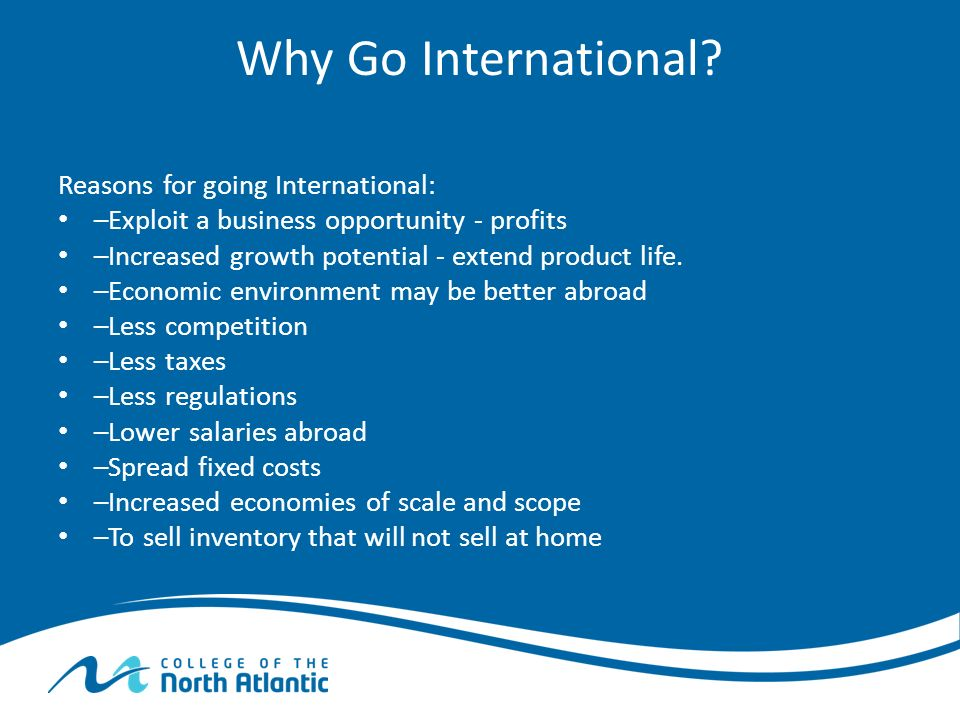 Why Go International?
Reasons for going International:
• –Exploit a business opportunity - profits
• –Increased growth potential - extend product life.
• –Economic environment may be better abroad
• –Less competition
• –Less taxes
• –Less regulations
• –Lower salaries abroad
• –Spread fixed costs
• –Increased economies of scale and scope
• –To sell inventory that will not sell at home
COLLEGE OF THE
North Atlantic